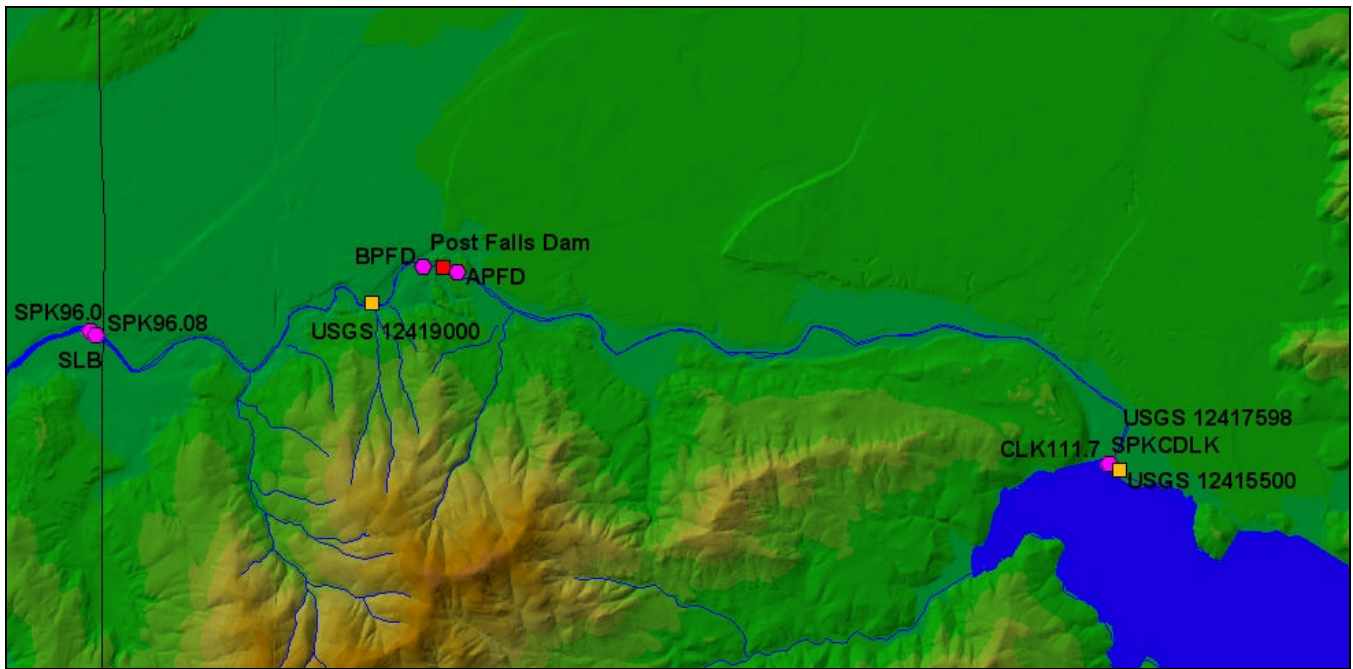 Post Falls Dam
BPFD
APFD
SPK96.0
SPK96.08
USGS 12419000
SLB
USGS 12417598
CLK111.7
SPKCDLK
USGS 12415500